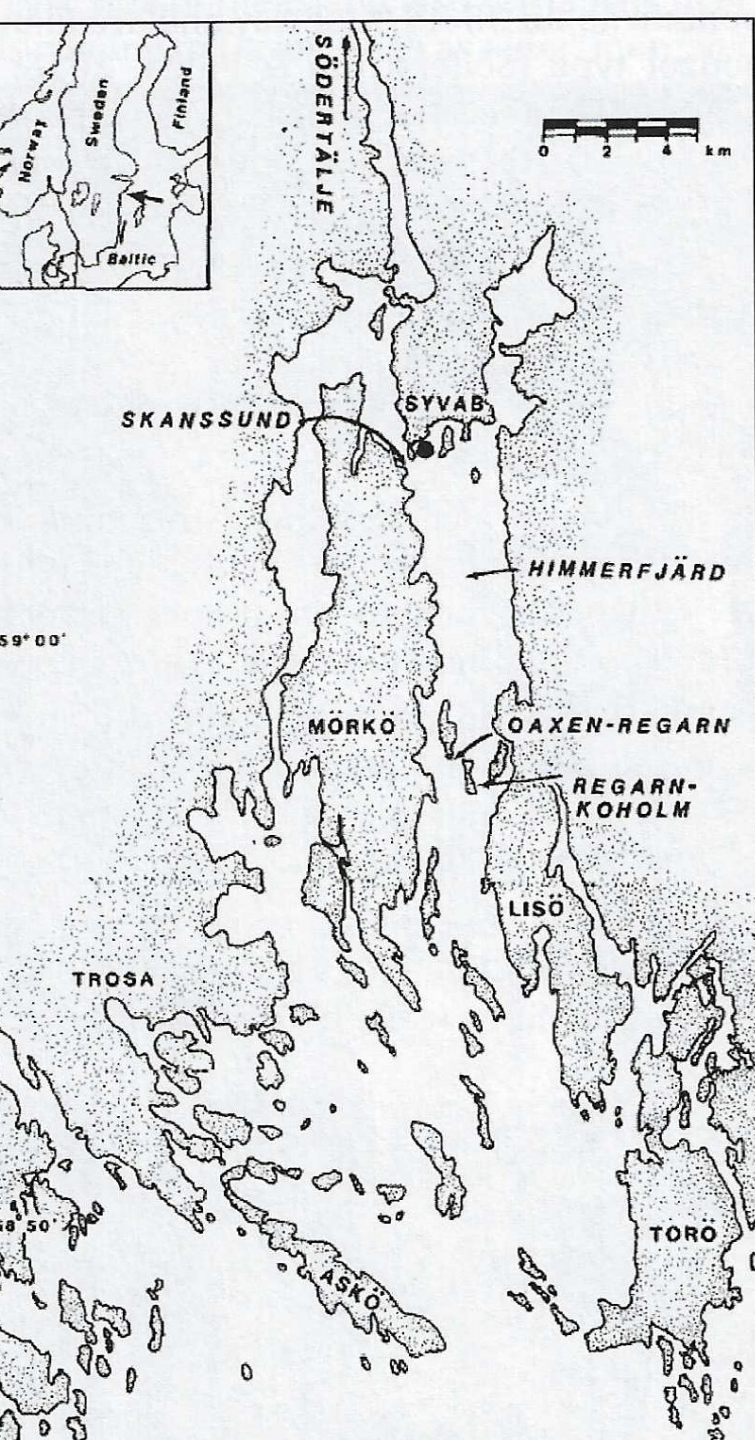 Norway
Sweden
Finland
Baltic
SÖDERTÄLJE
0 2 4 km
SKANSSUND
SYVAB
HIMMERFJÄRD
59°00'
MÖRKÖ
OAXEN-REGARN
REGARN-
KOHOLM
LISÖ
TROSA
58°50'
TORÖ
ASKÖ